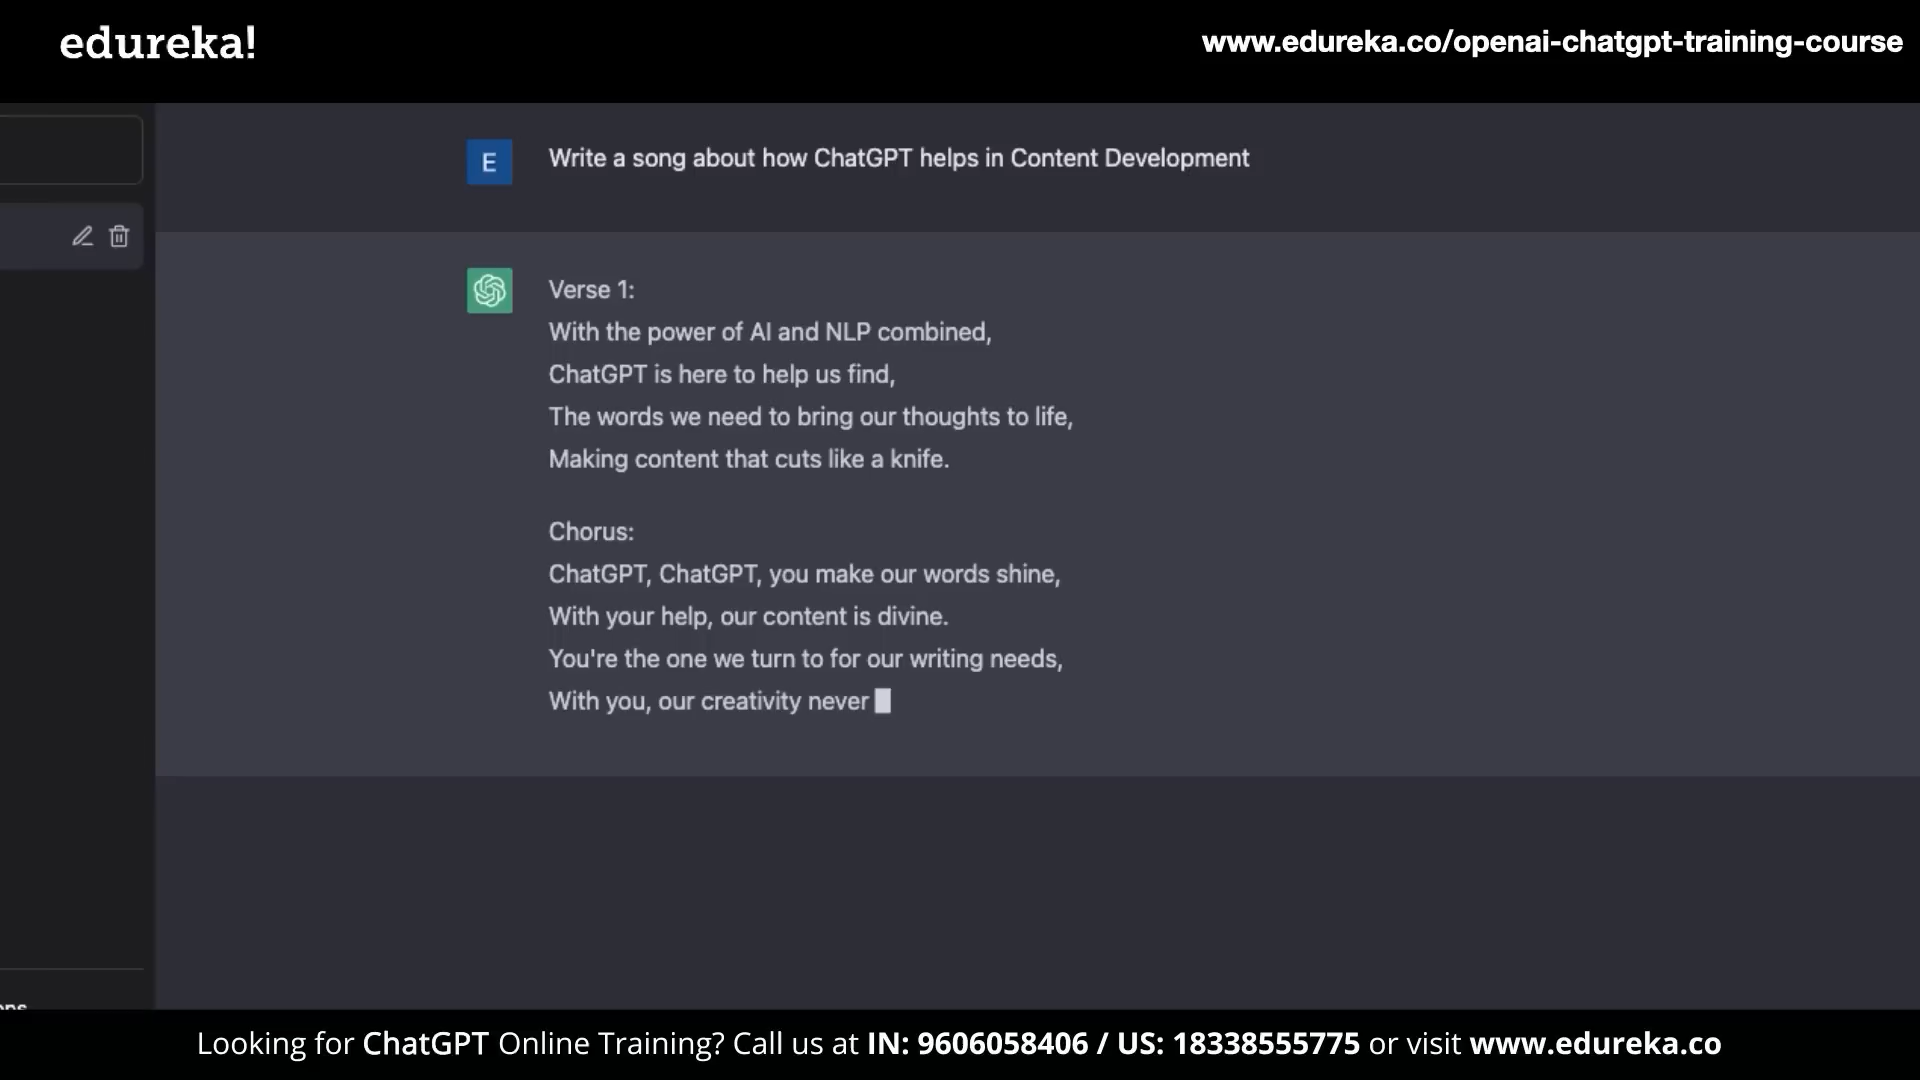 edureka!
www.edureka.co/openai-chatgpt-training-course
E
Write a song about how ChatGPT helps in Content Development
Verse 1:
With the power of AI and NLP combined,
ChatGPT is here to help us find,
The words we need to bring our thoughts to life,
Making content that cuts like a knife.
Chorus:
ChatGPT, ChatGPT, you make our words shine,
With your help, our content is divine.
You're the one we turn to for our writing needs,
With you, our creativity never
Looking for ChatGPT Online Training? Call us at IN: 9606058406 / US: 18338555775 or visit www.edureka.co